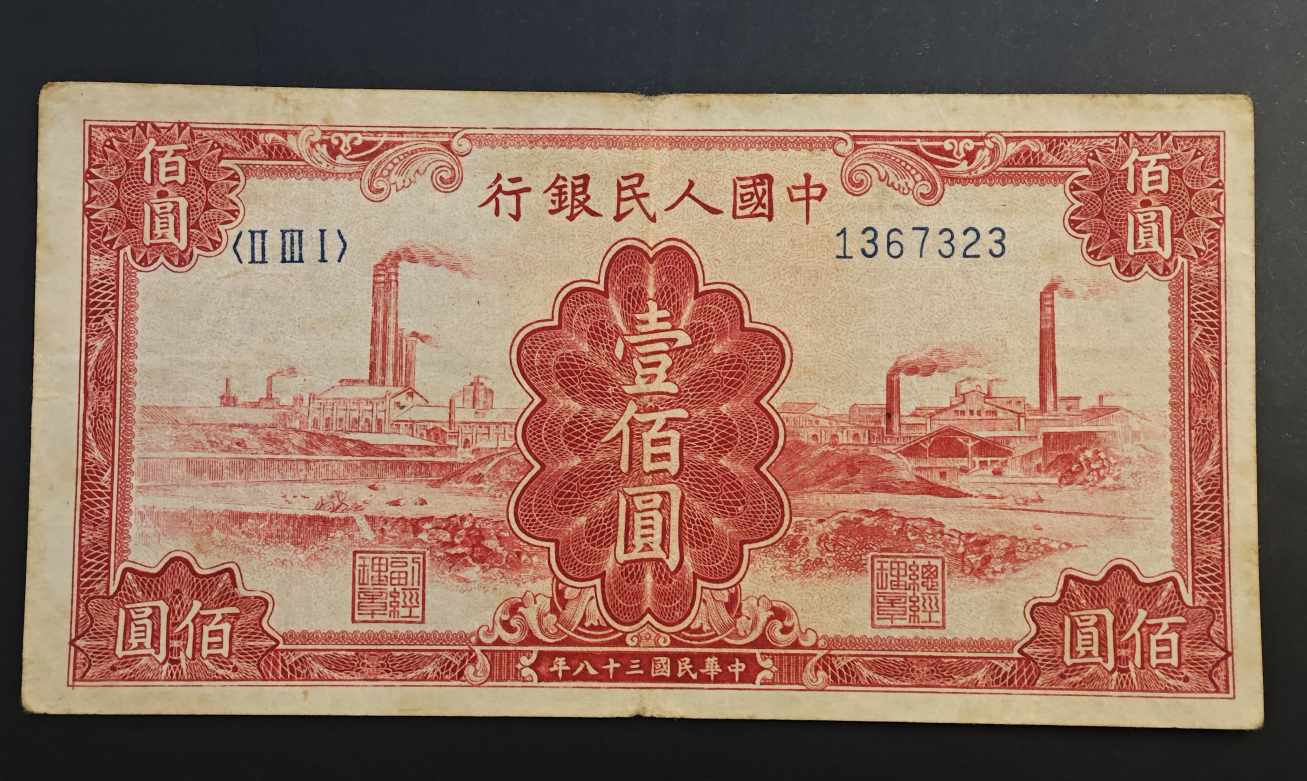 佰圓
中國人民銀行
佰圓
〈II III I〉
1367323
壹佰圓
副經理章
總經理章
佰圓
中華民國三十八年
佰圓